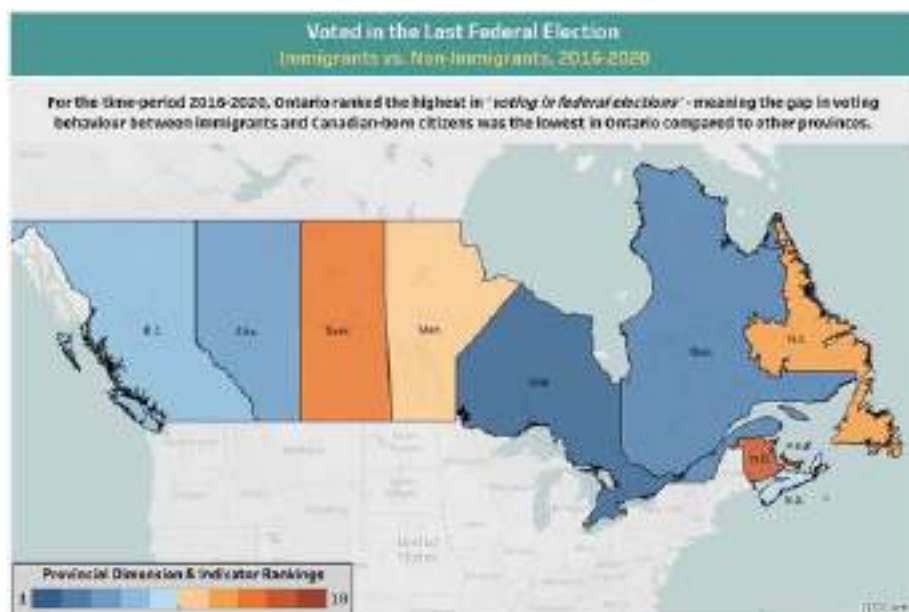 Voted in the Last Federal Election
Immigrants vs. Non-Immigrants, 2016-2020
For the time-period 2016-2020, Ontario ranked the highest in 'voting in federal elections' - meaning the gap in voting
behaviour between immigrants and Canadian-born citizens was the lowest in Ontario compared to other provinces.
B.C.
Alta.
Sask.
Man.
Ont.
Que.
N.L.
N.B.
P.E.I.
N.S.
United
States
Provincial Dimension & Indicator Rankings
1
10